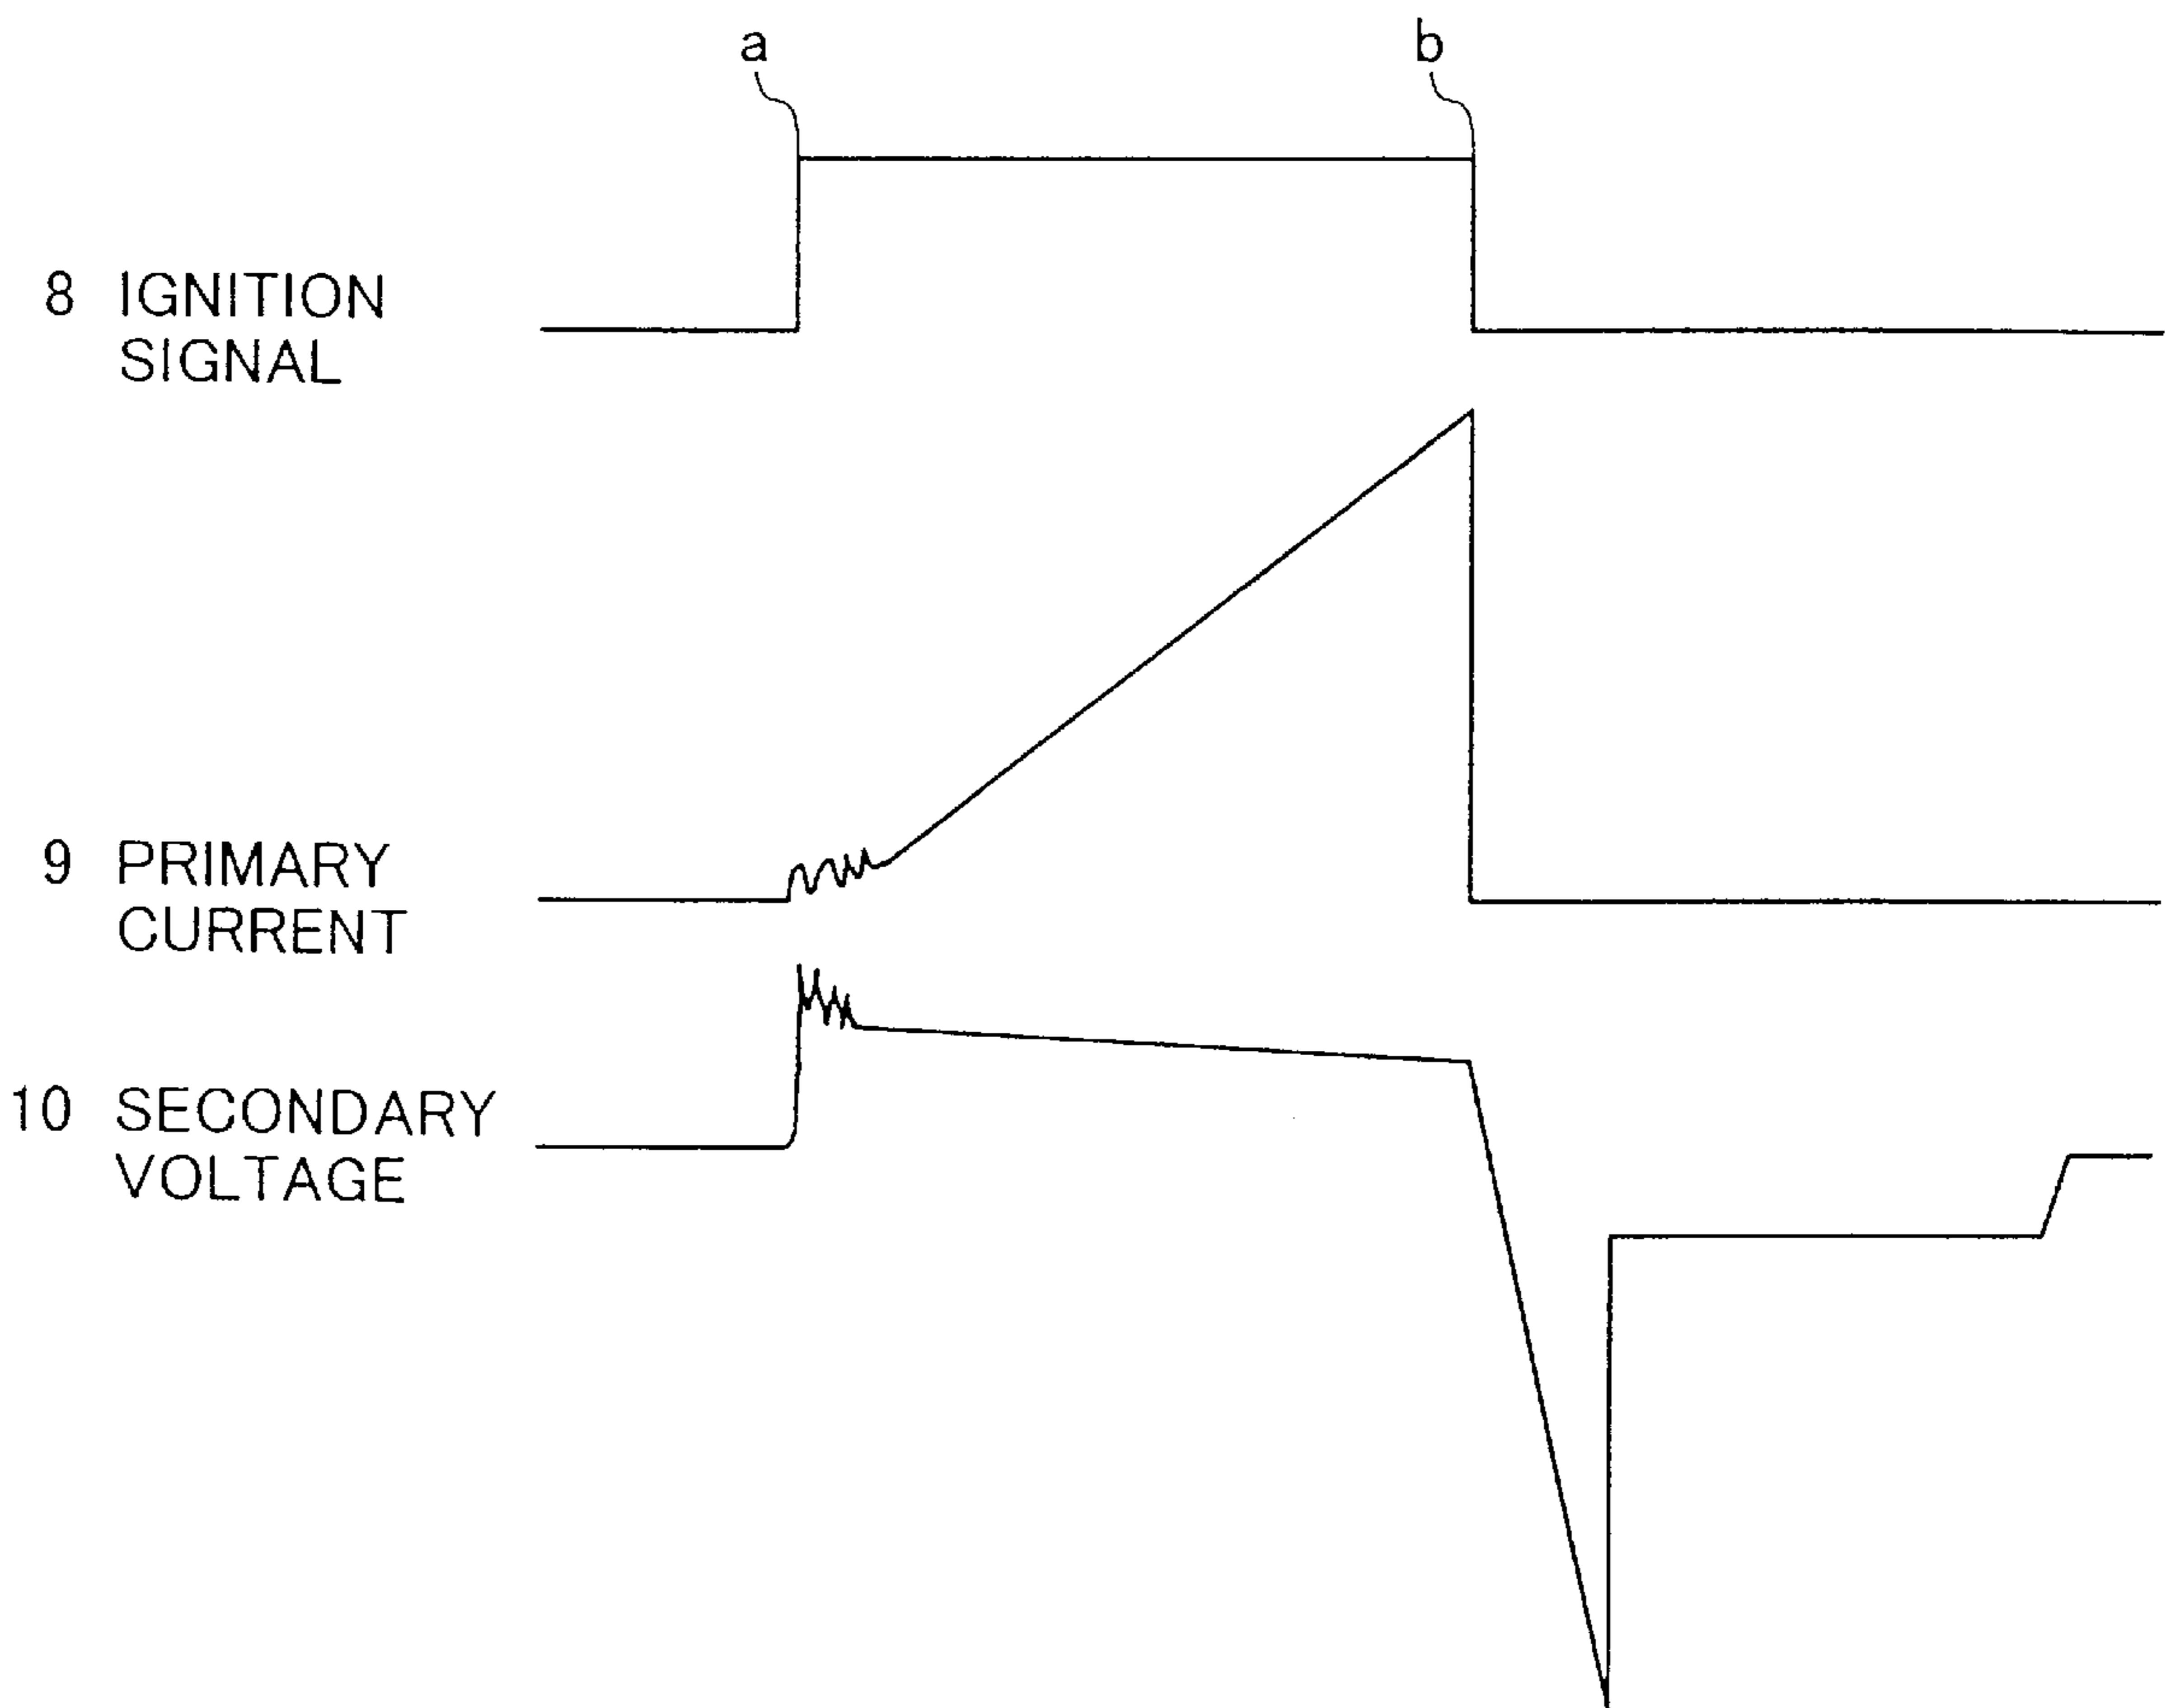 a
b
8 IGNITION
SIGNAL
9 PRIMARY
CURRENT
10 SECONDARY
VOLTAGE